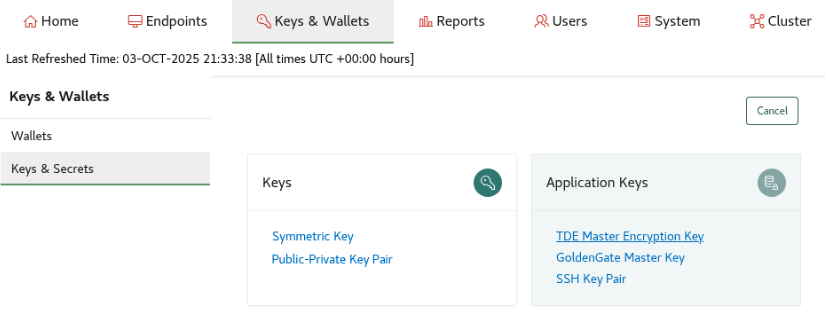 Home Endpoints Keys & Wallets Reports Users System Cluster
Last Refreshed Time: 03-OCT-2025 21:33:38 [All times UTC +00:00 hours]
Keys & Wallets
Wallets
Keys & Secrets
Cancel
Keys
Symmetric Key
Public-Private Key Pair
Application Keys
TDE Master Encryption Key
GoldenGate Master Key
SSH Key Pair